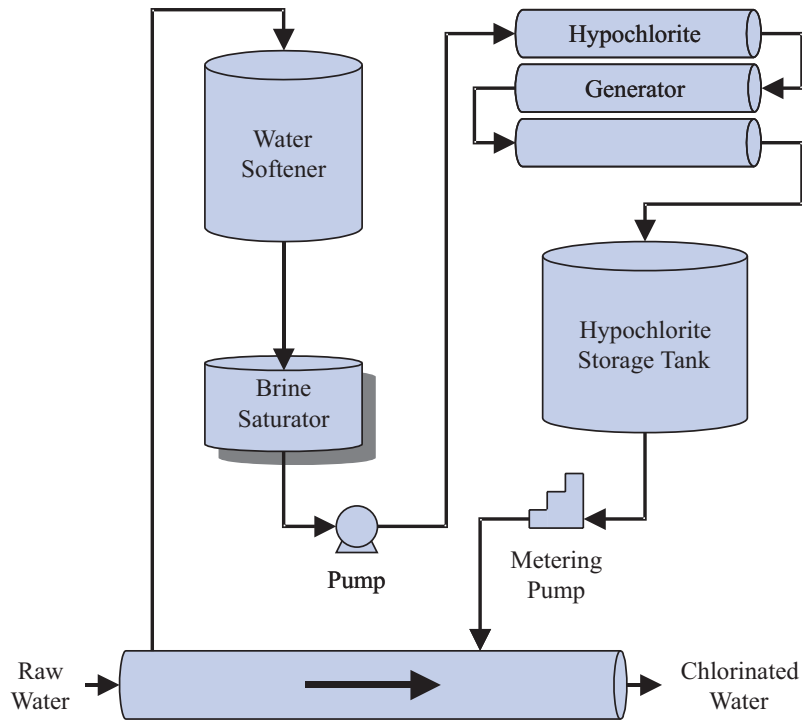 Hypochlorite
Generator
Water
Softener
Hypochlorite
Storage Tank
Brine
Saturator
Pump
Metering
Pump
Raw
Water
Chlorinated
Water